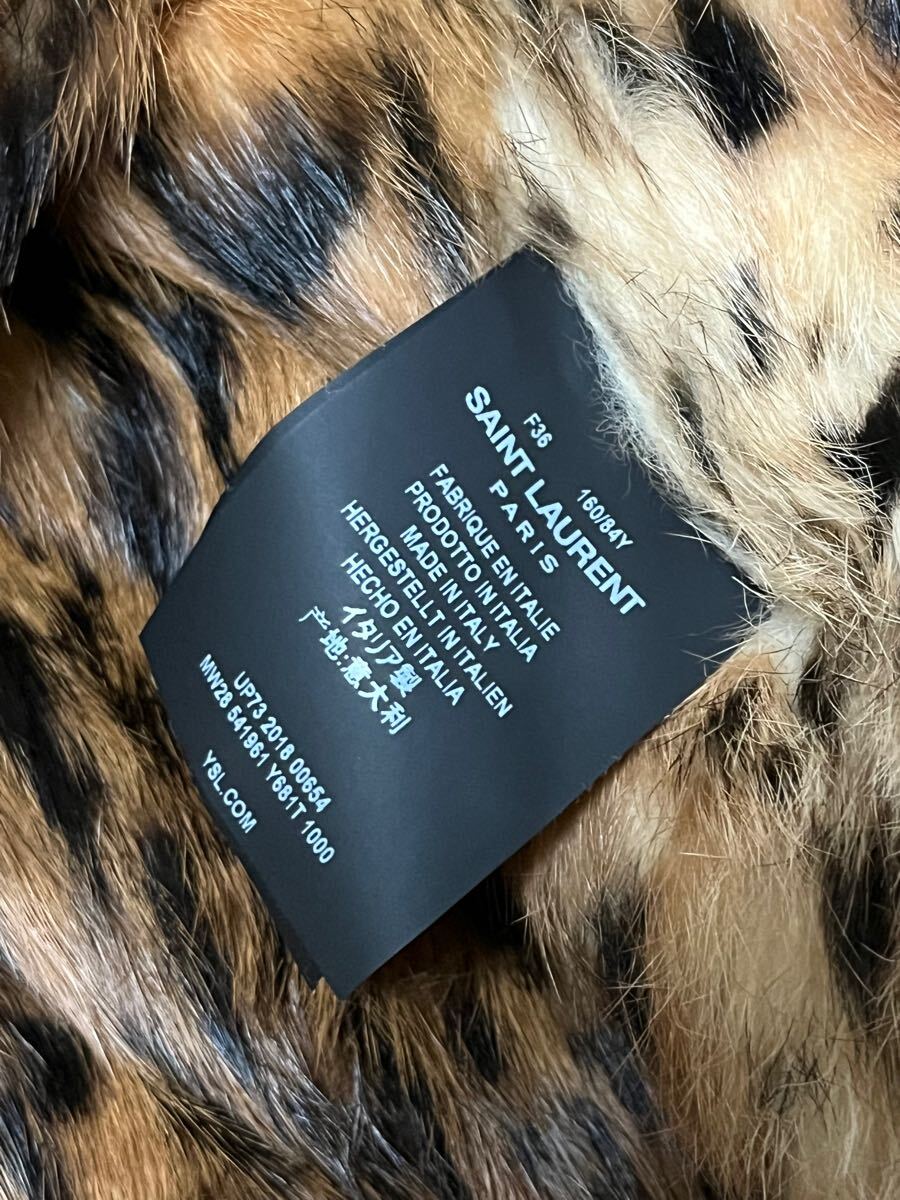 F36 160/84Y
SAINT LAURENT
PARIS
FABRIQUE EN ITALIE
PRODOTTO IN ITALIA
MADE IN ITALY
HERGESTELLT IN ITALIEN
HECHO EN ITALIA
イタリア製
产地:意大利
UP73 2018 00654
MW28 541961 Y681T 1000
YSL.COM